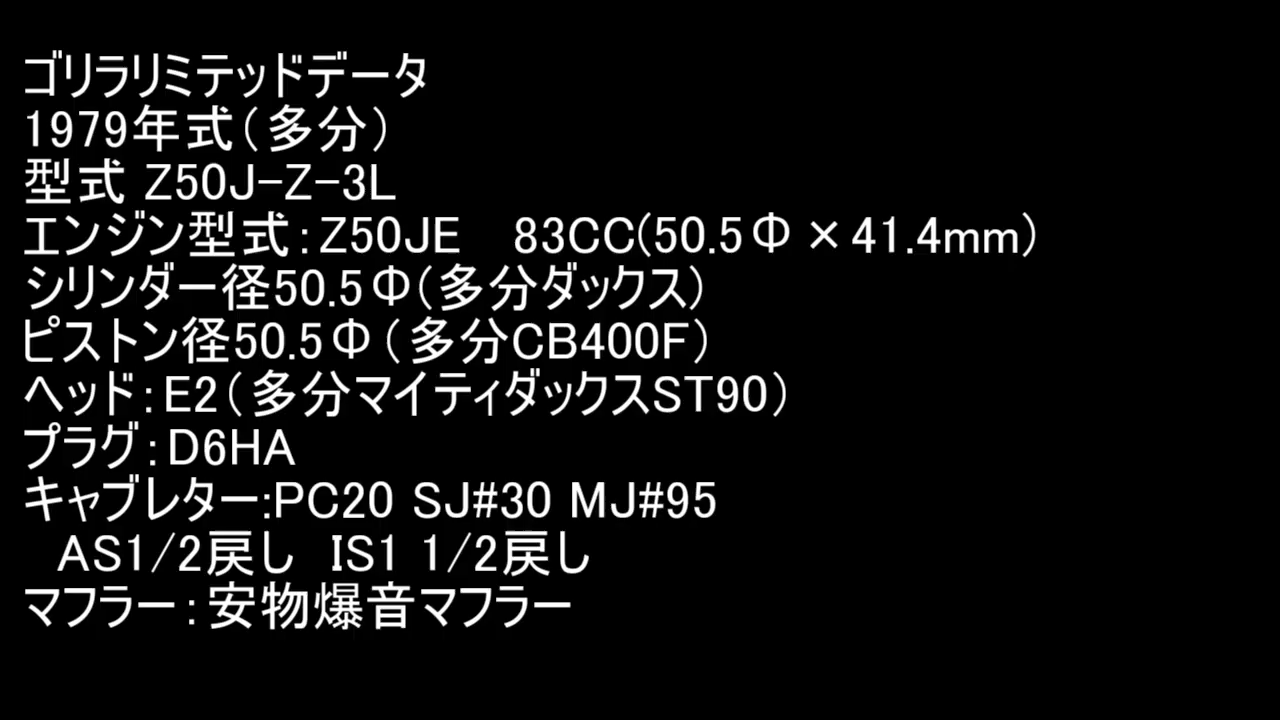 ゴリラリミテッドデータ
1979年式（多分）
型式 Z50J-Z-3L
エンジン型式：Z50JE　83CC(50.5Φ×41.4mm)
シリンダー径50.5Φ（多分ダックス）
ピストン径50.5Φ（多分CB400F）
ヘッド：E2（多分マイティダックスST90）
プラグ：D6HA
キャブレター:PC20 SJ#30 MJ#95
　AS1/2戻し　IS1 1/2戻し
マフラー：安物爆音マフラー